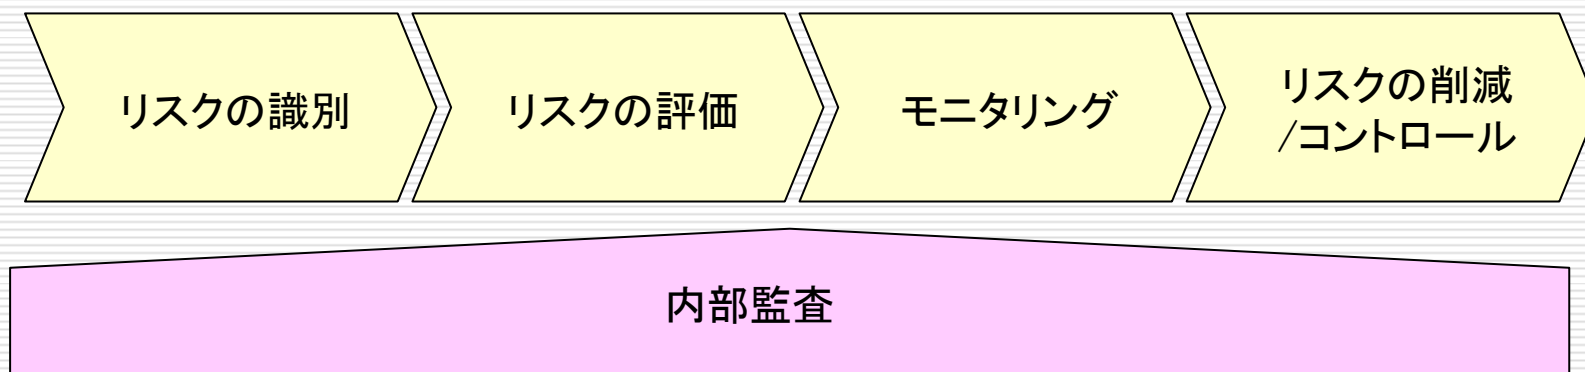 リスクの識別
リスクの評価
モニタリング
リスクの削減
/コントロール
内部監査